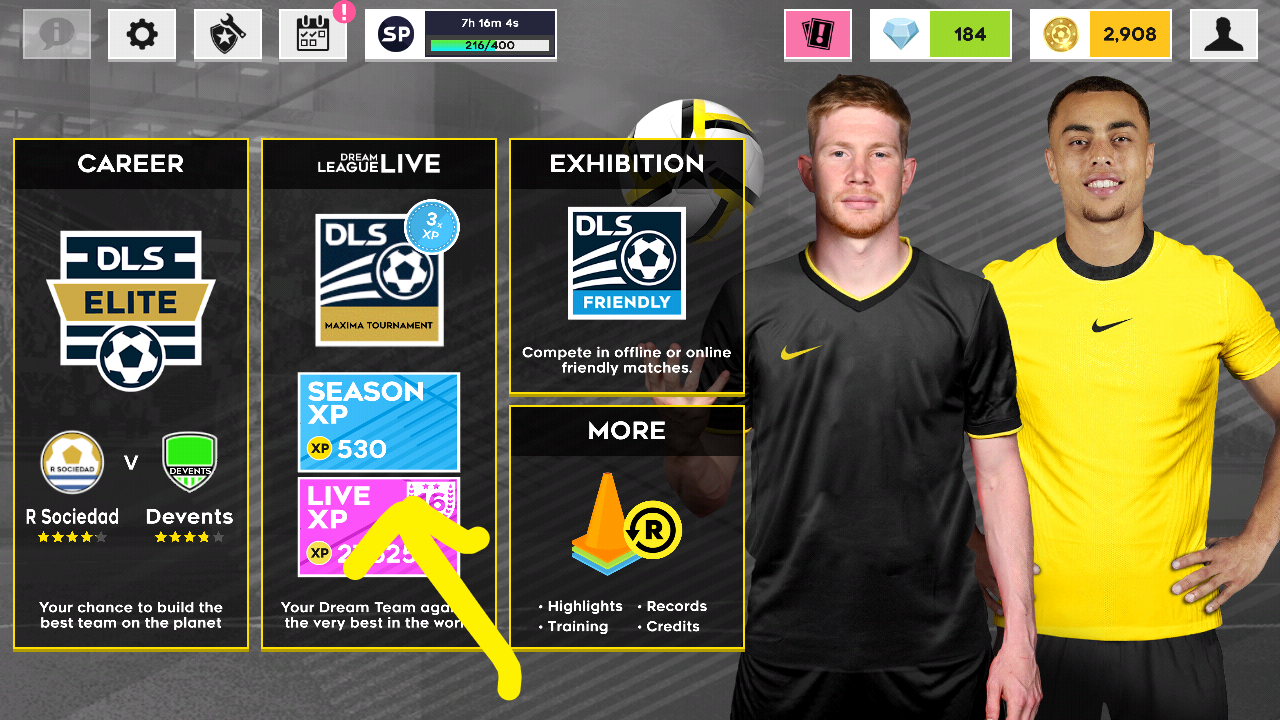 SP
7h 16m 4s
216/400
184
2,908
CAREER
DLS
ELITE
R SOCIEDAD
V
DEVENTS
R Sociedad
Devents
Your chance to build the
best team on the planet
DREAM
LEAGUE LIVE
3x
XP
DLS
MAXIMA TOURNAMENT
SEASON
XP
XP 530
LIVE
XP
XP
Your Dream Team
the very best in the
EXHIBITION
DLS
FRIENDLY
Compete in offline or online
friendly matches.
MORE
R
• Highlights
• Records
• Training
• Credits